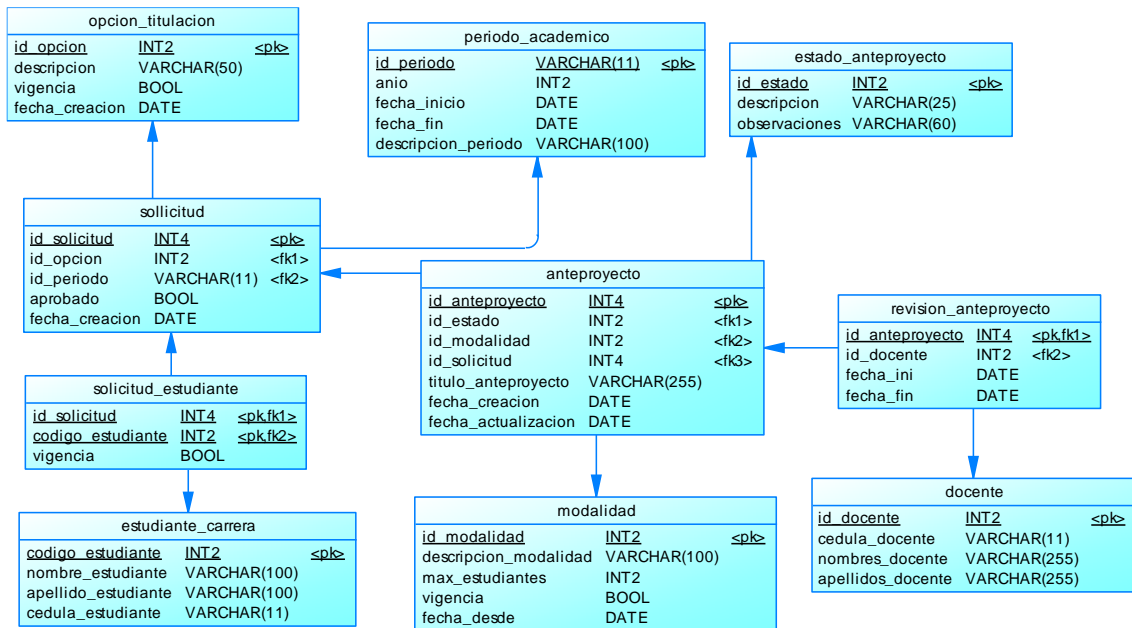 opcion_titulacion
id_opcion INT2 <pk>
descripcion VARCHAR(50)
vigencia BOOL
fecha_creacion DATE
periodo_academico
id_periodo VARCHAR(11) <pk>
anio INT2
fecha_inicio DATE
fecha_fin DATE
descripcion_periodo VARCHAR(100)
estado_anteproyecto
id_estado INT2 <pk>
descripcion VARCHAR(25)
observaciones VARCHAR(60)
sollicitud
id_solicitud INT4 <pk>
id_opcion INT2 <fk1>
id_periodo VARCHAR(11) <fk2>
aprobado BOOL
fecha_creacion DATE
anteproyecto
id_anteproyecto INT4 <pk>
id_estado INT2 <fk1>
id_modalidad INT2 <fk2>
id_solicitud INT4 <fk3>
titulo_anteproyecto VARCHAR(255)
fecha_creacion DATE
fecha_actualizacion DATE
revision_anteproyecto
id_anteproyecto INT4 <pk,fk1>
id_docente INT2 <fk2>
fecha_ini DATE
fecha_fin DATE
solicitud_estudiante
id_solicitud INT4 <pk,fk1>
codigo_estudiante INT2 <pk,fk2>
vigencia BOOL
estudiante_carrera
codigo_estudiante INT2 <pk>
nombre_estudiante VARCHAR(100)
apellido_estudiante VARCHAR(100)
cedula_estudiante VARCHAR(11)
modalidad
id_modalidad INT2 <pk>
descripcion_modalidad VARCHAR(100)
max_estudiantes INT2
vigencia BOOL
fecha_desde DATE
docente
id_docente INT2 <pk>
cedula_docente VARCHAR(11)
nombres_docente VARCHAR(255)
apellidos_docente VARCHAR(255)